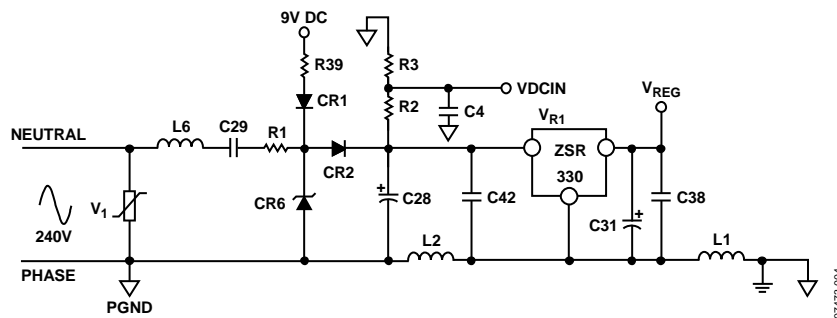 9V DC
R39
R3
VDCIN
CR1
R2
C4
VREG
VR1
NEUTRAL
L6
C29
R1
CR2
ZSR
330
V1
240V
CR6
C28
C42
C31
C38
L2
L1
PHASE
PGND